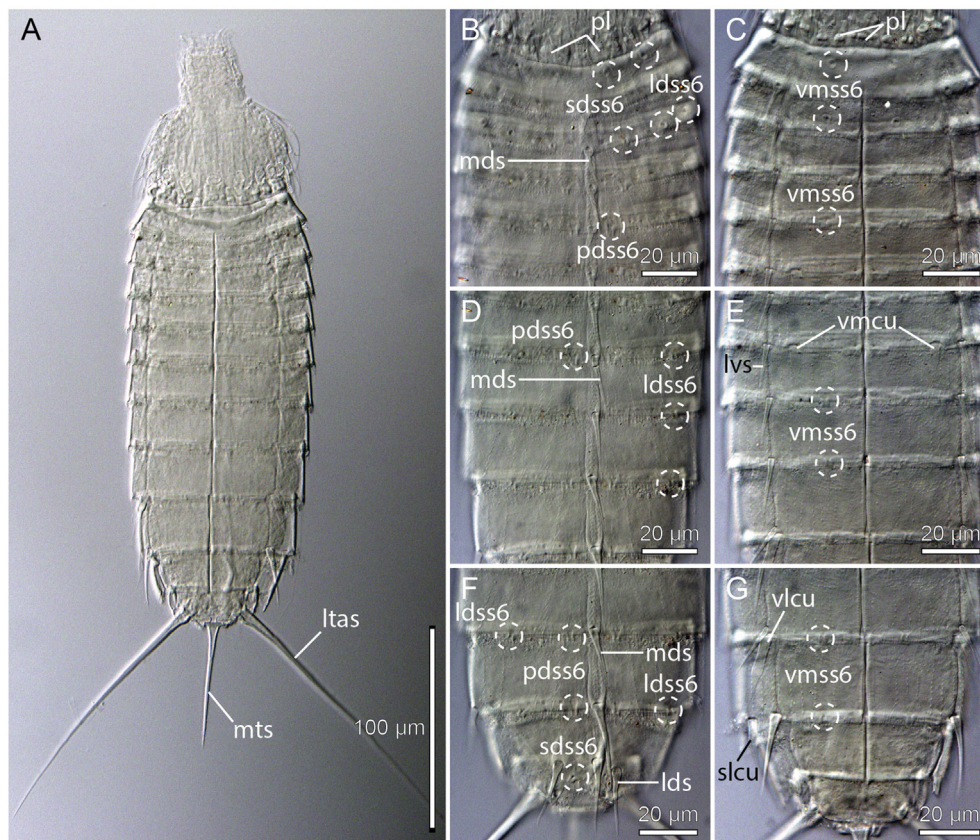 A
ltas
mts
100 µm
B
pl
ldss6
sdss6
mds
pdss6
20 µm
C
pl
vmss6
vmss6
20 µm
D
pdss6
mds
ldss6
20 µm
E
vmcu
lvs
vmss6
20 µm
F
ldss6
mds
pdss6
ldss6
sdss6
lds
20 µm
G
vlcu
vmss6
slcu
20 µm